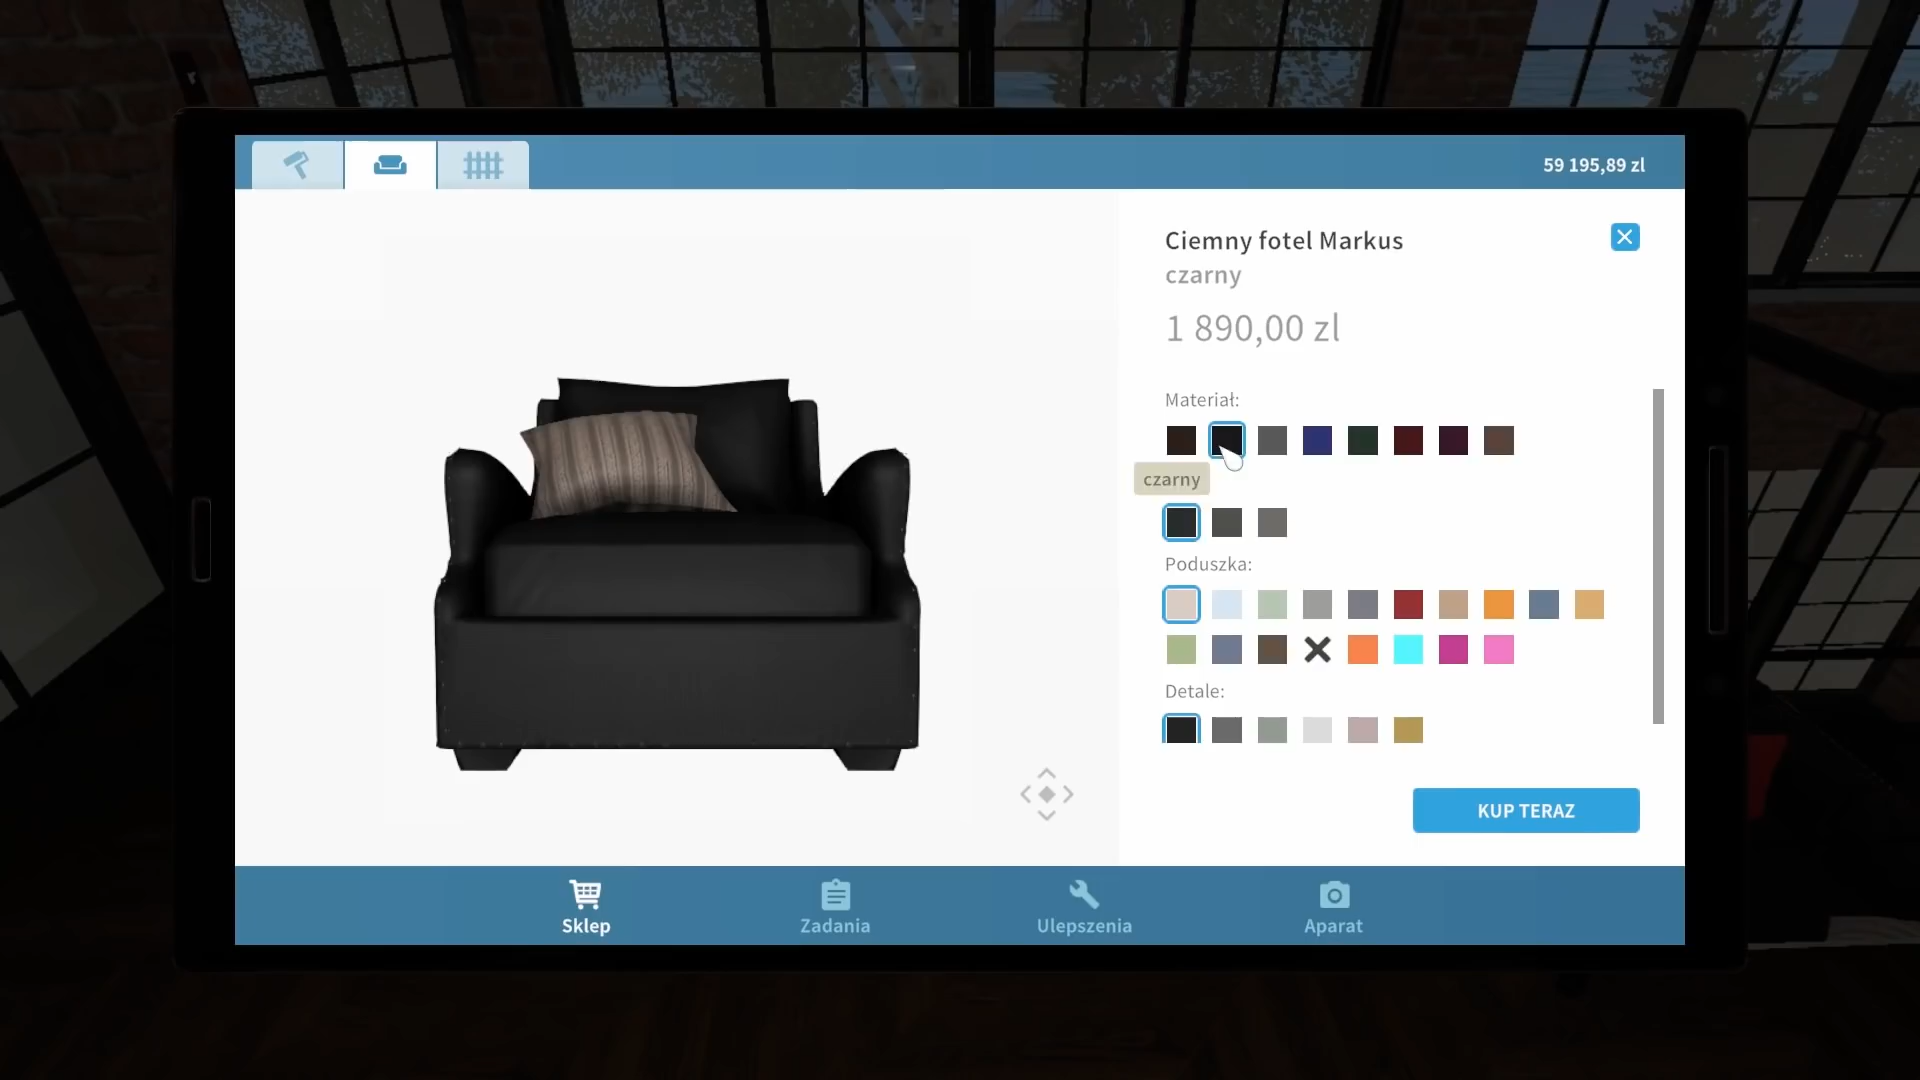 59 195,89 zl
Ciemny fotel Markus
czarny
1 890,00 zl
Materiał:
czarny
Poduszka:
Detale:
KUP TERAZ
Sklep
Zadania
Ulepszenia
Aparat